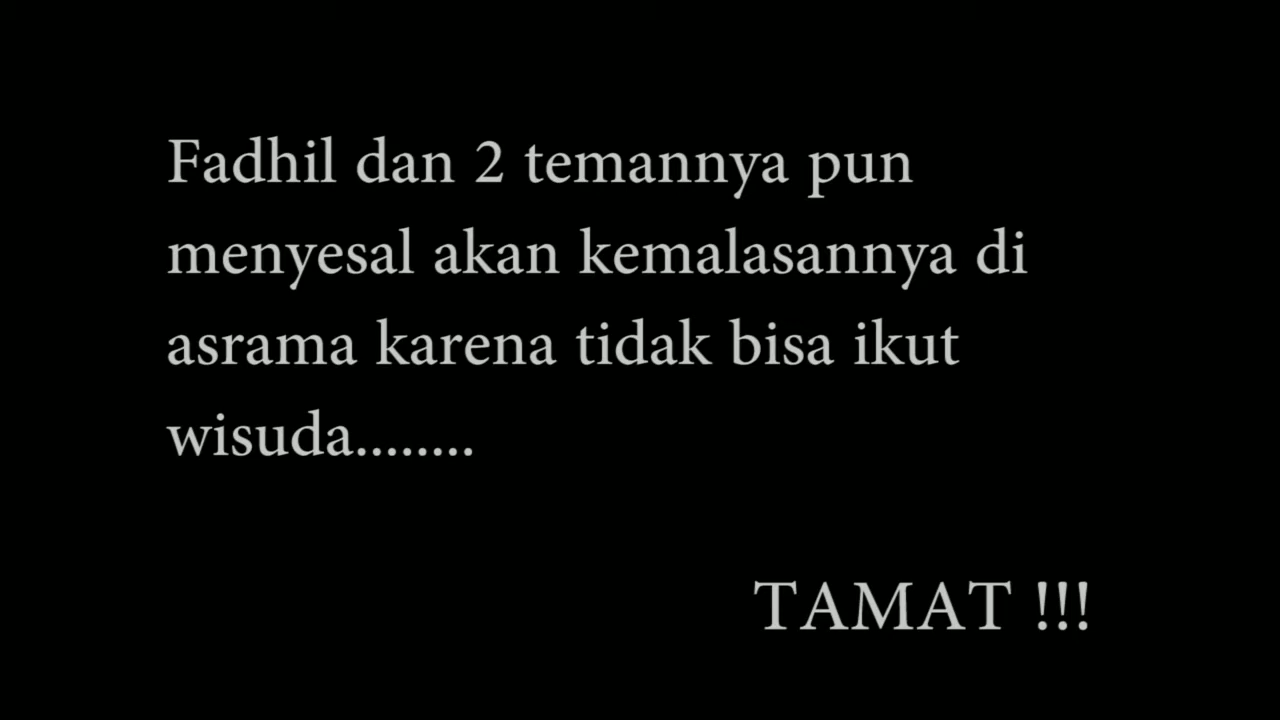 Fadhil dan 2 temannya pun
menyesal akan kemalasannya di
asrama karena tidak bisa ikut
wisuda........
TAMAT !!!